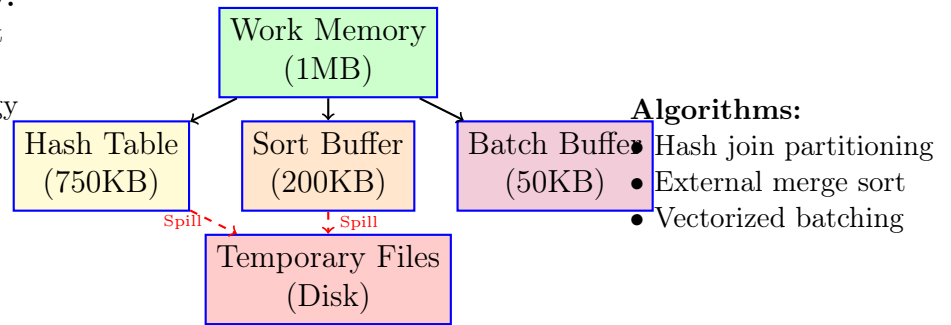 Work Memory
(1MB)
Hash Table
(750KB)
Sort Buffer
(200KB)
Batch Buffer
(50KB)
Spill
Spill
Temporary Files
(Disk)
Algorithms:
• Hash join partitioning
• External merge sort
• Vectorized batching